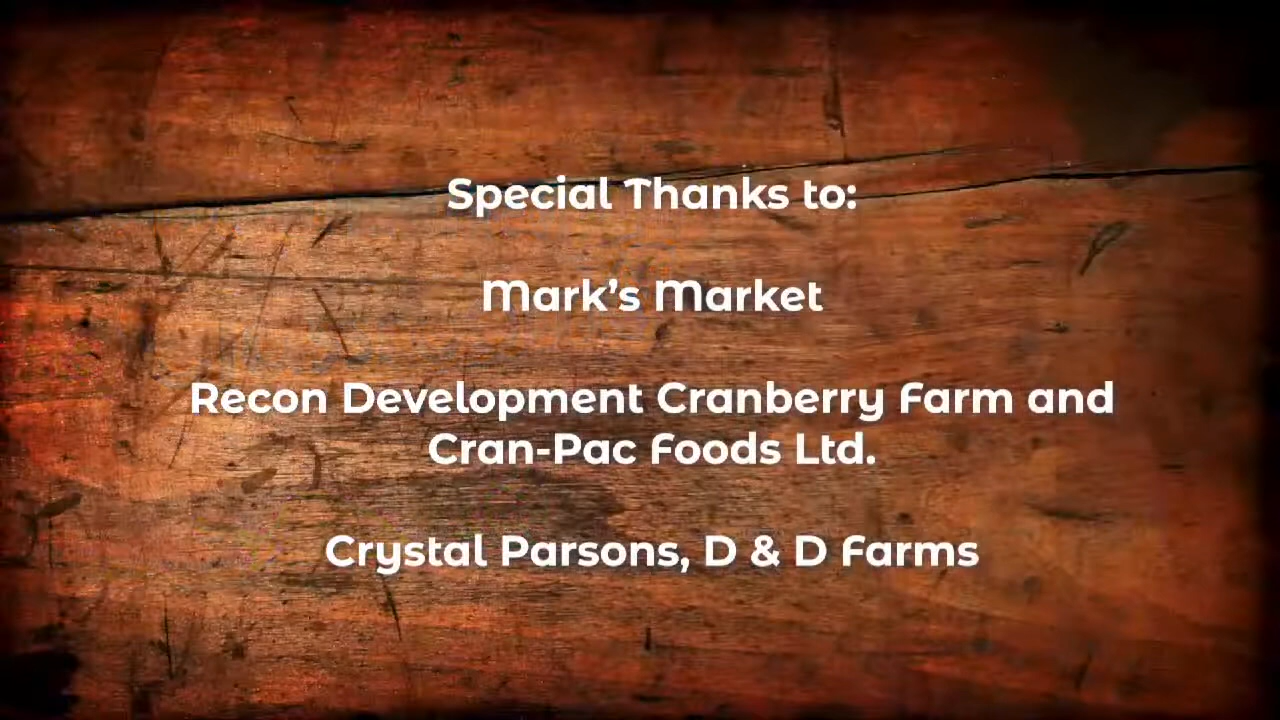 Special Thanks to:
Mark’s Market
Recon Development Cranberry Farm and
Cran-Pac Foods Ltd.
Crystal Parsons, D & D Farms